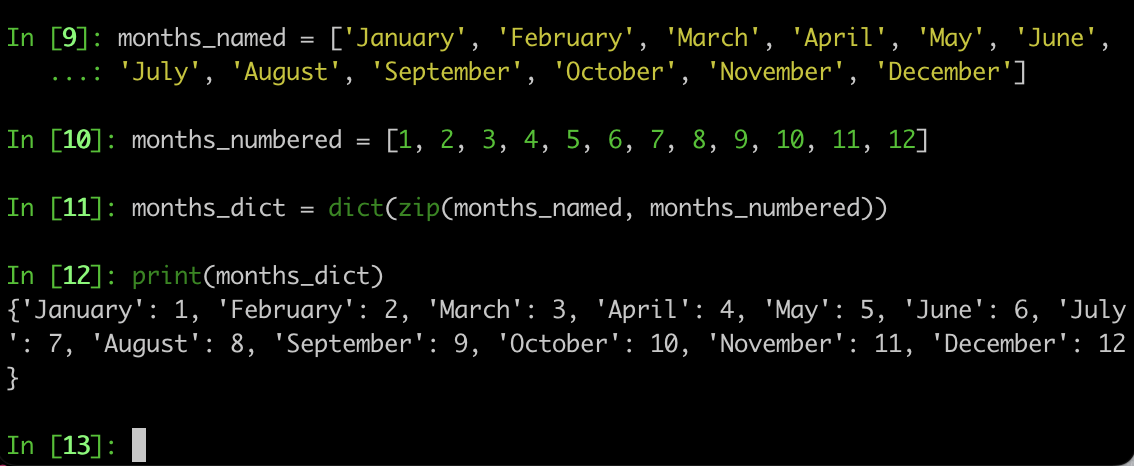 In [9]: months_named = ['January', 'February', 'March', 'April', 'May', 'June',
   ...: 'July', 'August', 'September', 'October', 'November', 'December']
In [10]: months_numbered = [1, 2, 3, 4, 5, 6, 7, 8, 9, 10, 11, 12]
In [11]: months_dict = dict(zip(months_named, months_numbered))
In [12]: print(months_dict)
{'January': 1, 'February': 2, 'March': 3, 'April': 4, 'May': 5, 'June': 6, 'July
': 7, 'August': 8, 'September': 9, 'October': 10, 'November': 11, 'December': 12
}
In [13]: